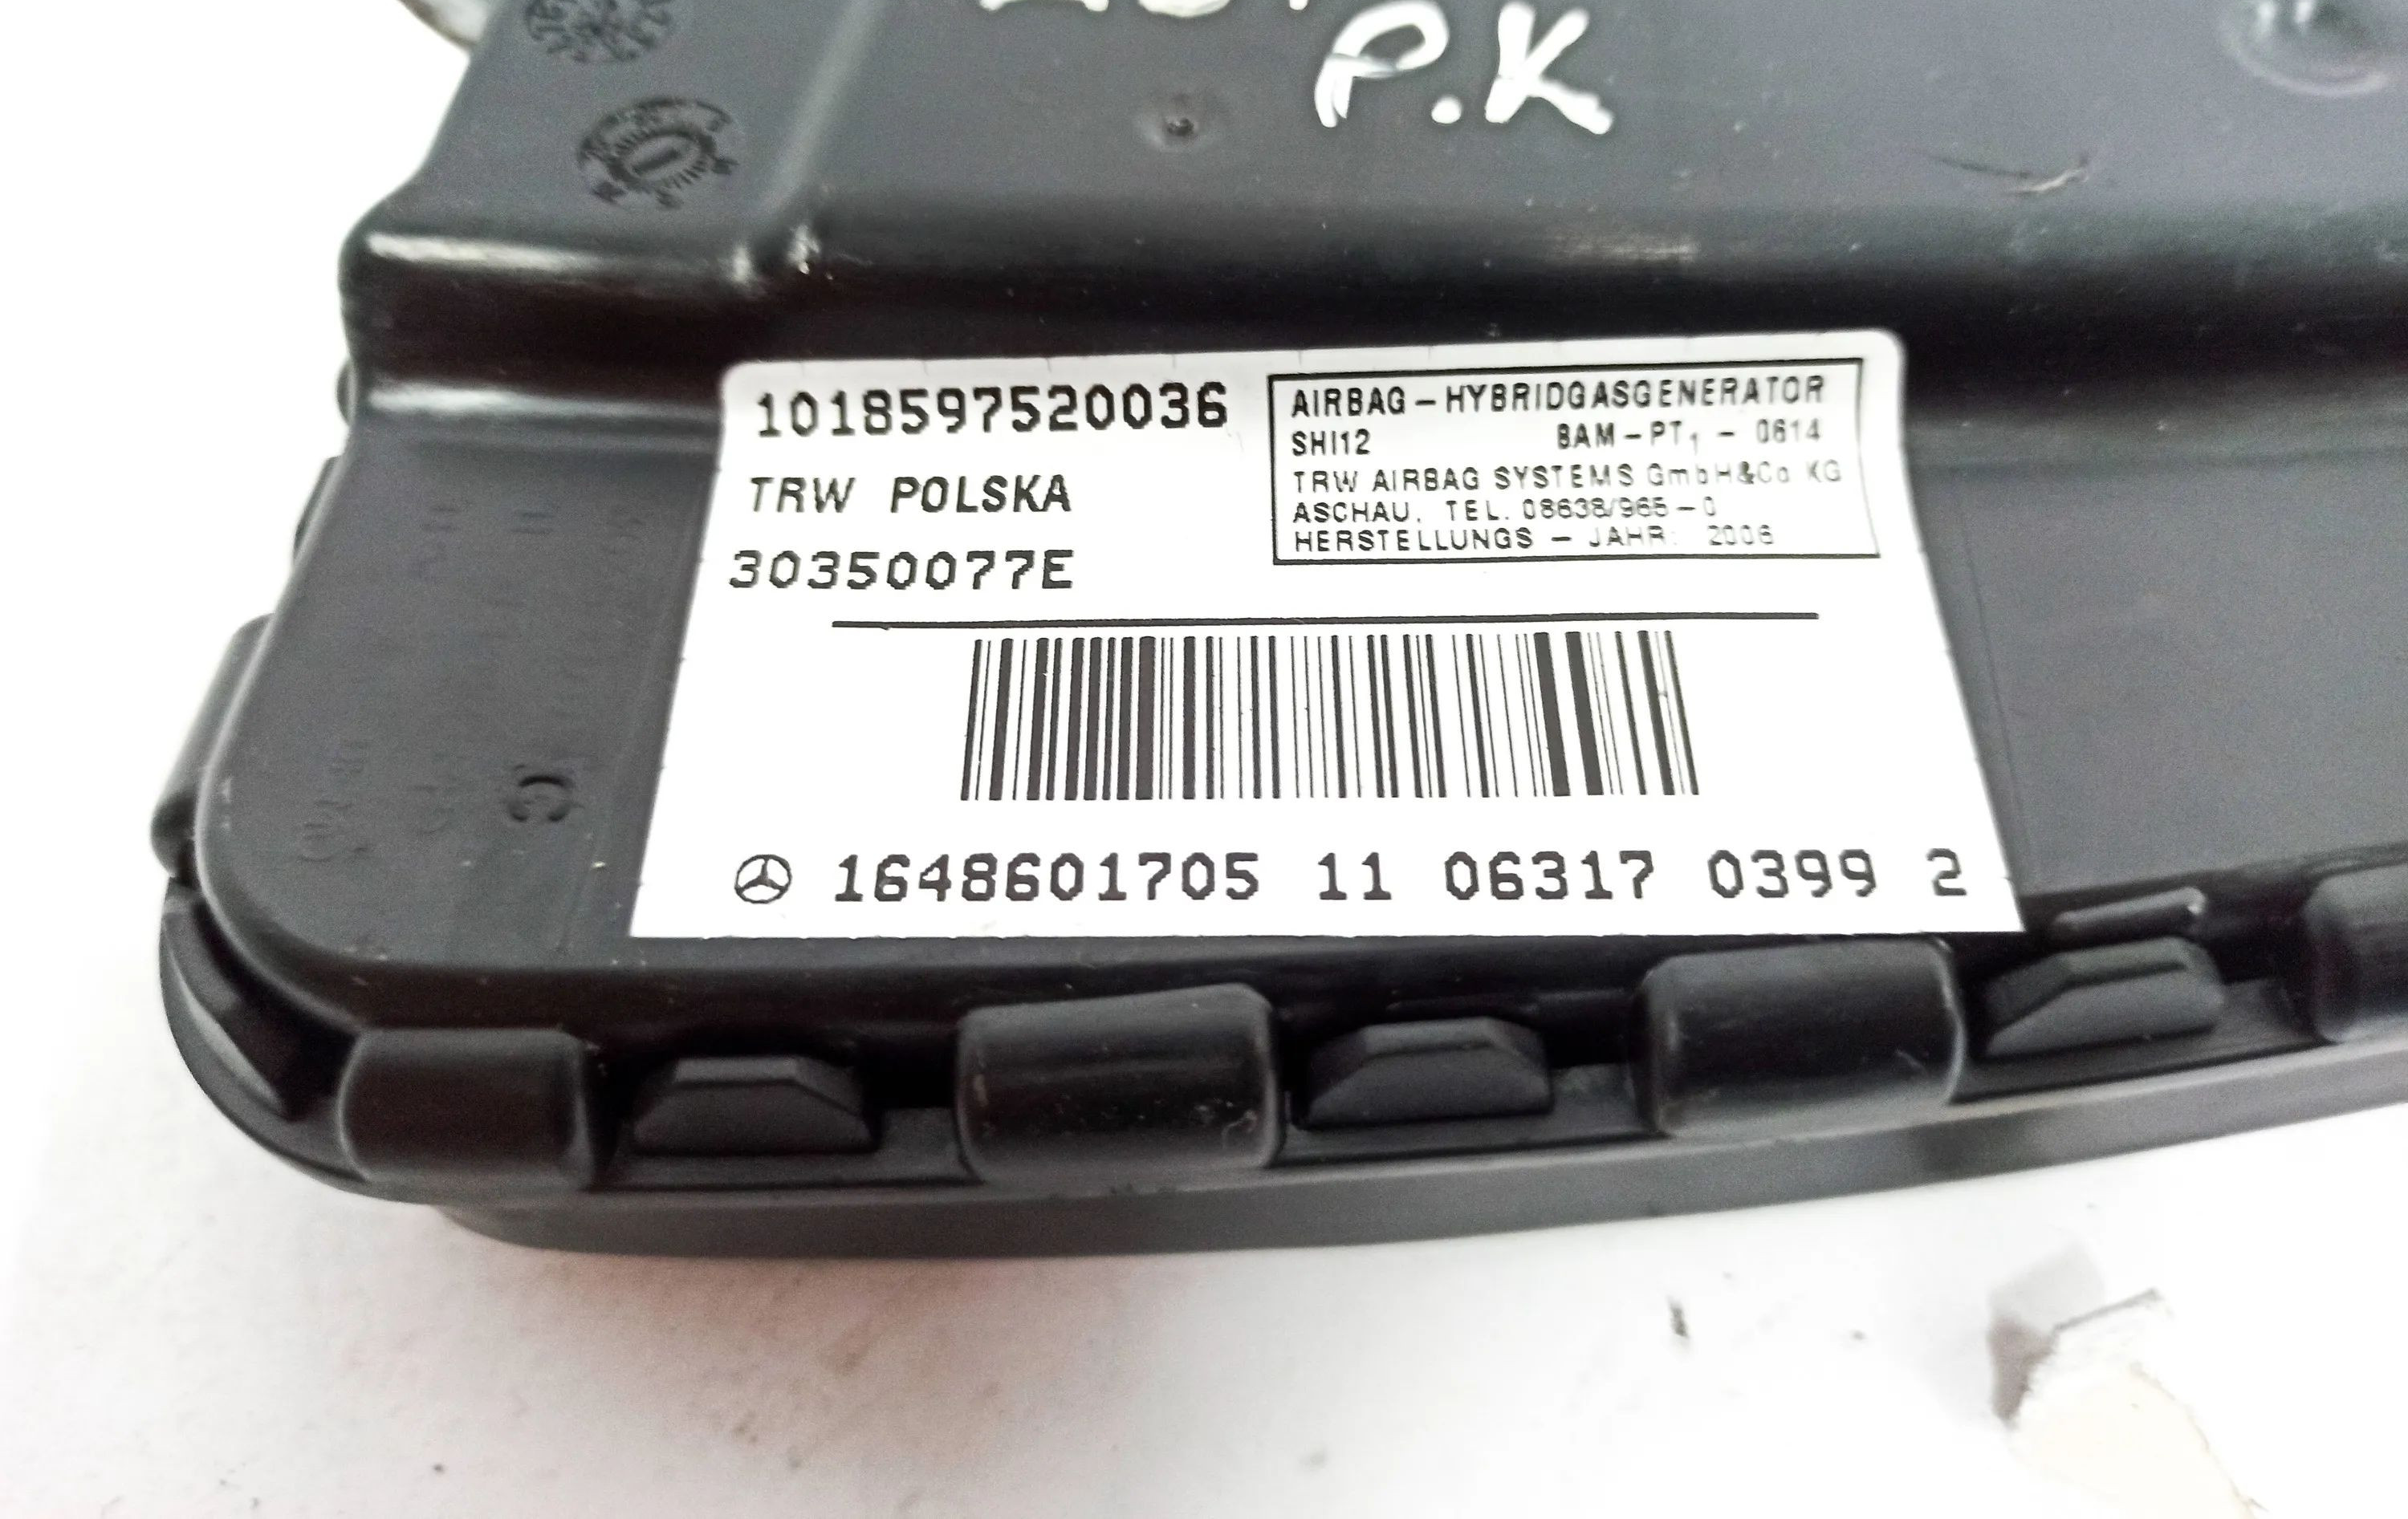 P.K
1018597520036
TRW POLSKA
30350077E
AIRBAG – HYBRIDGASGENERATOR
SHI12 BAM – PT₁ – 0614
TRW AIRBAG SYSTEMS GmbH&Co KG
ASCHAU, TEL. 08638/965 – 0
HERSTELLUNGS – JAHR: 2006
1648601705 11 06317 0399 2
C